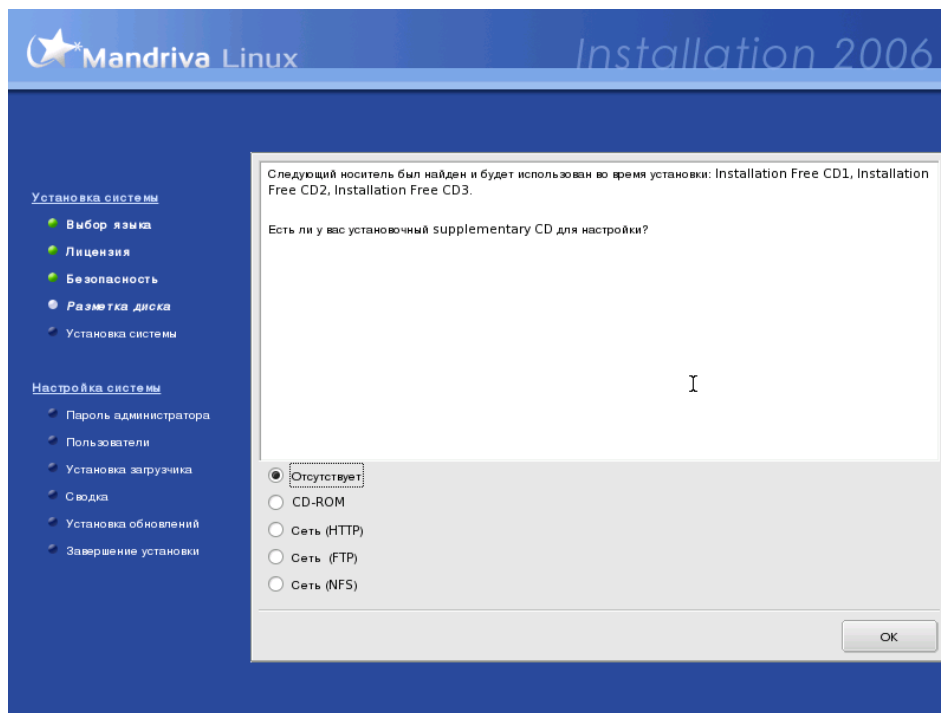 Mandriva Linux
Installation 2006
Установка системы
Выбор языка
Лицензия
Безопасность
Разметка диска
Установка системы
Настройка системы
Пароль администратора
Пользователи
Установка загрузчика
Сводка
Установка обновлений
Завершение установки
Следующий носитель был найден и будет использован во время установки: Installation Free CD1, Installation
Free CD2, Installation Free CD3.
Есть ли у вас установочный supplementary CD для настройки?
Отсутствует
CD-ROM
Сеть (HTTP)
Сеть (FTP)
Сеть (NFS)
OK